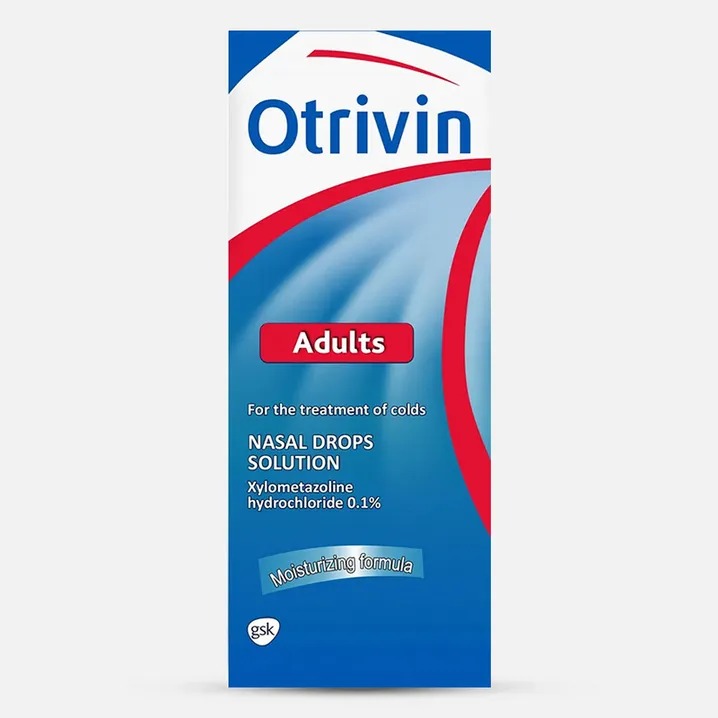 Otrivin
Adults
For the treatment of colds
NASAL DROPS
SOLUTION
Xylometazoline
hydrochloride 0.1%
Moisturizing formula
gsk